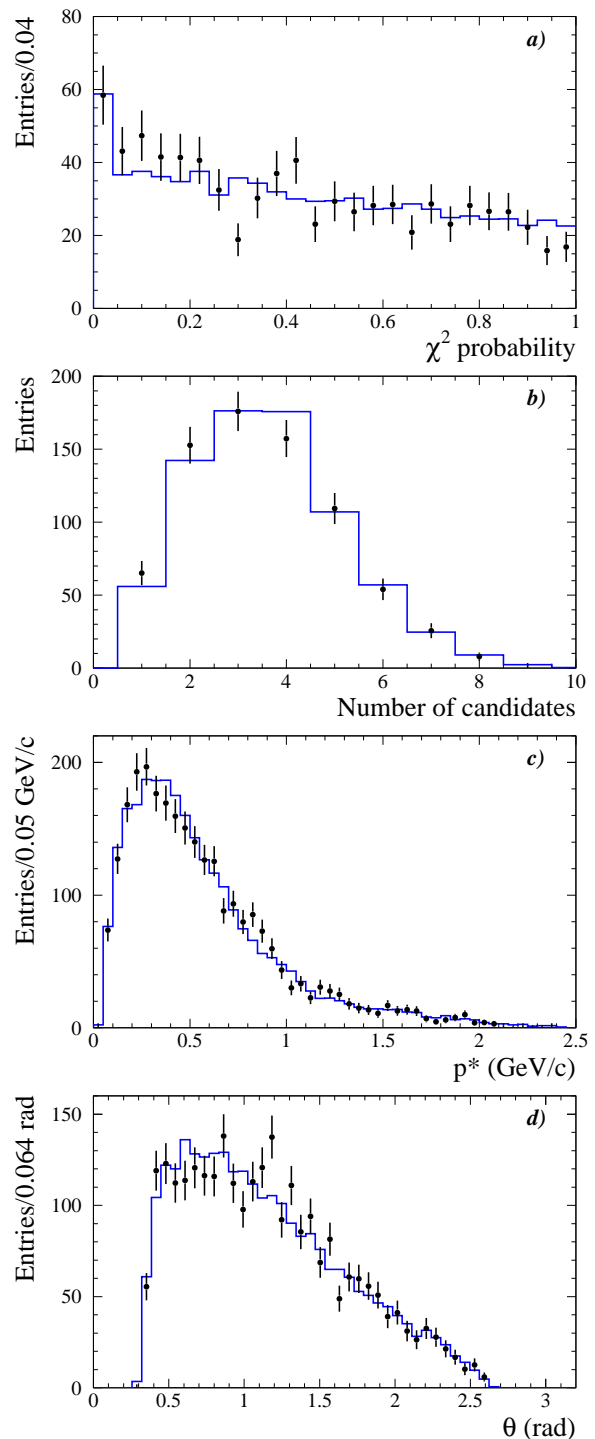 a)
Entries/0.04
80
60
40
20
0
0 0.2 0.4 0.6 0.8 1
χ² probability
b)
Entries
200
150
100
50
0
0 2 4 6 8 10
Number of candidates
c)
Entries/0.05 GeV/c
200
100
0
0 0.5 1 1.5 2 2.5
p* (GeV/c)
d)
Entries/0.064 rad
150
100
50
0
0 0.5 1 1.5 2 2.5 3
θ (rad)